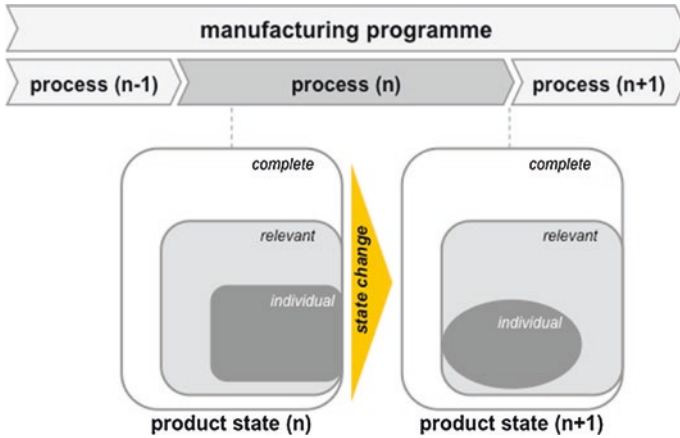 manufacturing programme
process (n-1)
process (n)
process (n+1)
complete
relevant
individual
state change
complete
relevant
individual
product state (n)
product state (n+1)